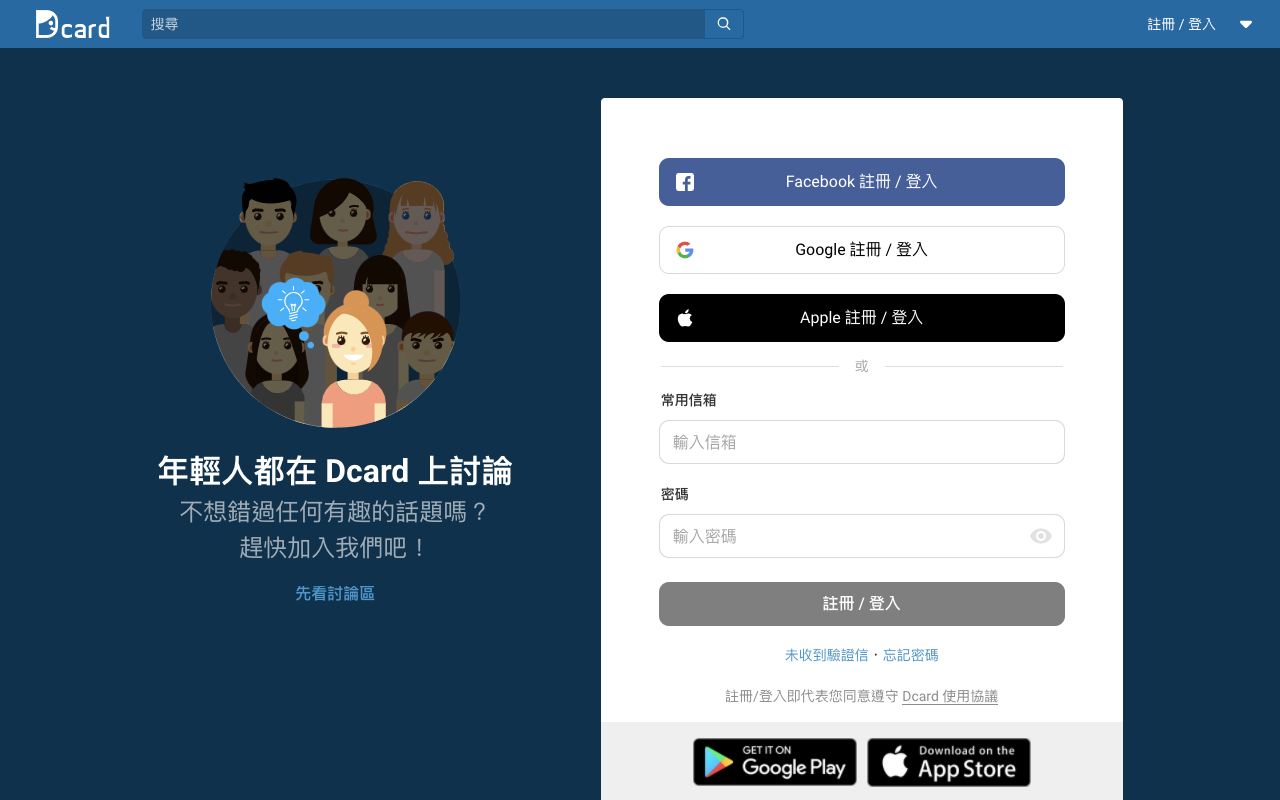 Dcard
搜尋
註冊 / 登入
年輕人都在 Dcard 上討論
不想錯過任何有趣的話題嗎？
趕快加入我們吧！
先看討論區
Facebook 註冊 / 登入
Google 註冊 / 登入
Apple 註冊 / 登入
或
常用信箱
輸入信箱
密碼
輸入密碼
註冊 / 登入
未收到驗證信・忘記密碼
註冊/登入即代表您同意遵守 Dcard 使用協議
GET IT ON
Google Play
Download on the
App Store